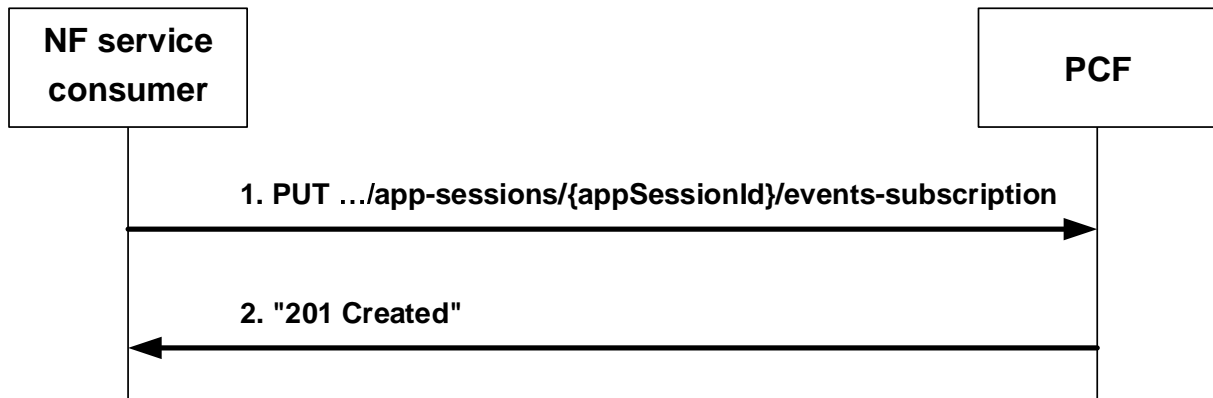 NF service
consumer
PCF
1. PUT …/app-sessions/{appSessionId}/events-subscription
2. "201 Created"